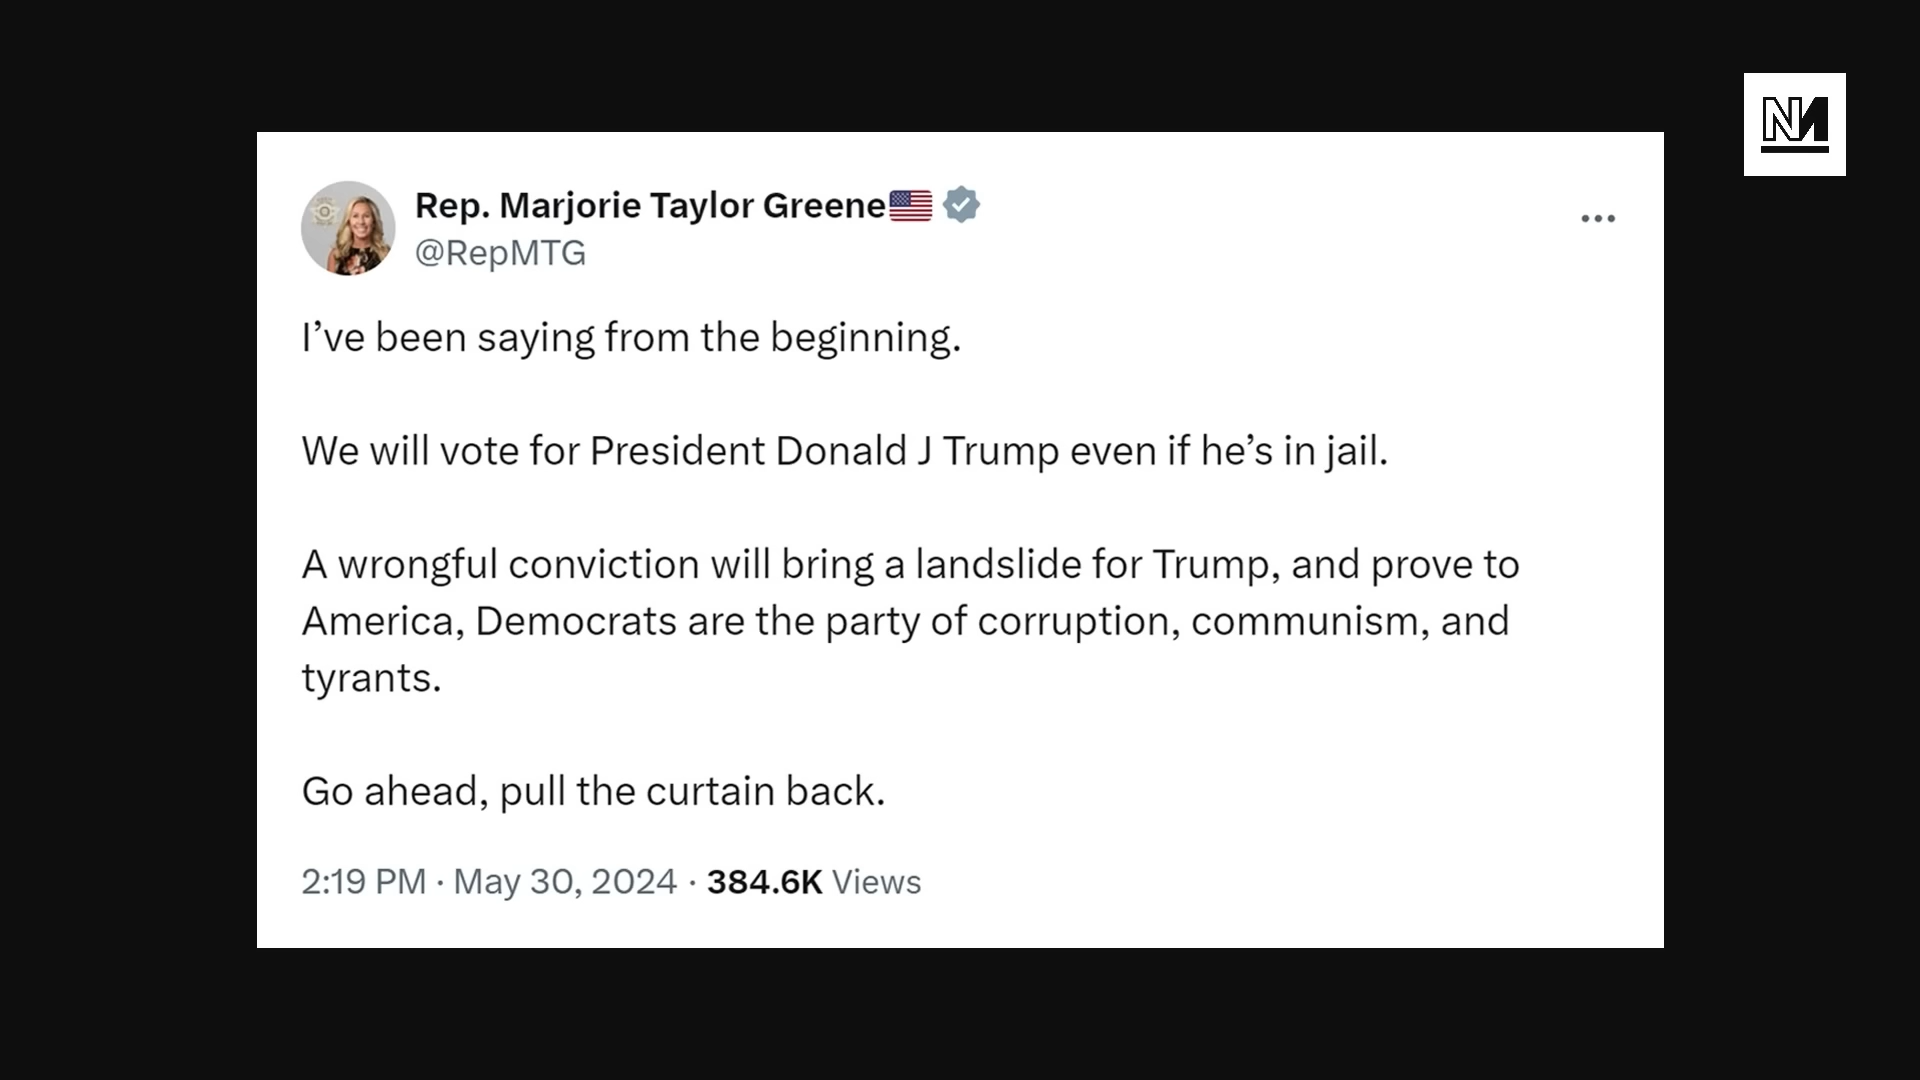 NM
Rep. Marjorie Taylor Greene🇺🇸
@RepMTG
I’ve been saying from the beginning.
We will vote for President Donald J Trump even if he’s in jail.
A wrongful conviction will bring a landslide for Trump, and prove to
America, Democrats are the party of corruption, communism, and
tyrants.
Go ahead, pull the curtain back.
2:19 PM · May 30, 2024 · 384.6K Views